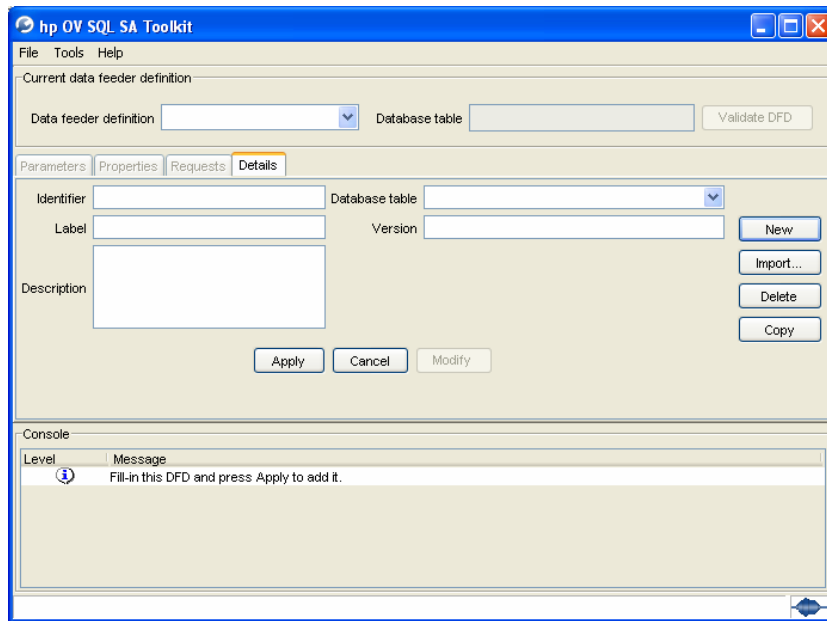 hp OV SQL SA Toolkit
File Tools Help
Current data feeder definition
Data feeder definition Database table Validate DFD
Parameters Properties Requests Details
Identifier Database table
Label Version New
Import...
Description
Delete
Copy
Apply Cancel Modify
Console
Level Message
Fill-in this DFD and press Apply to add it.